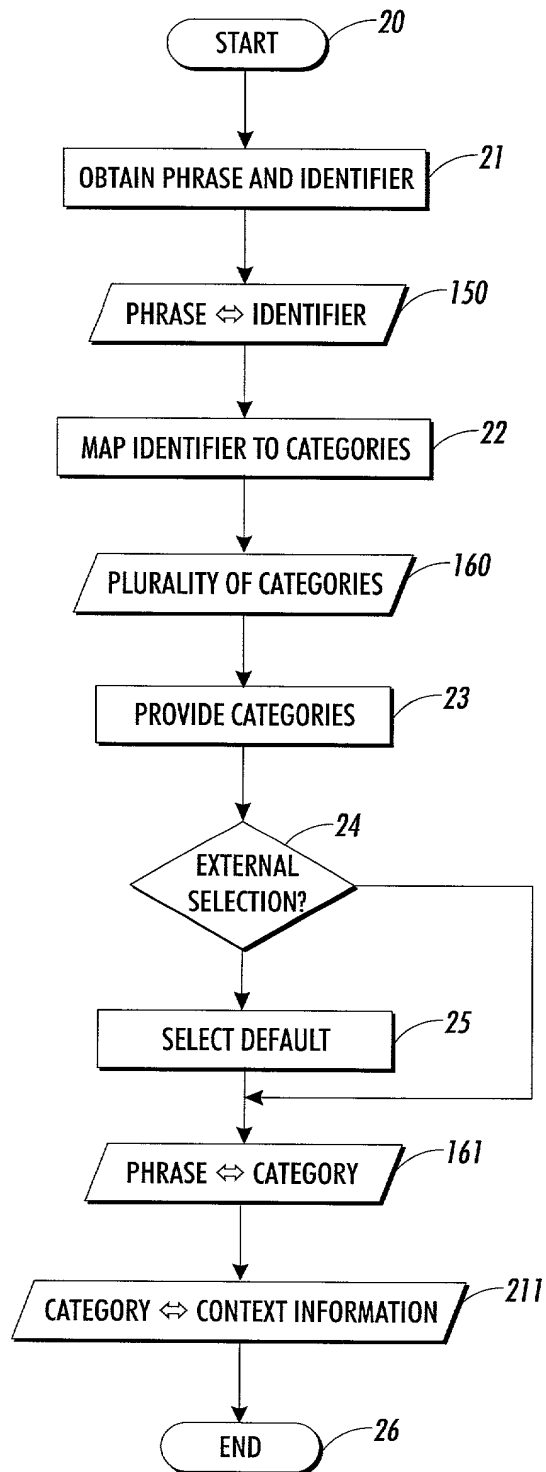 START
20
OBTAIN PHRASE AND IDENTIFIER
21
PHRASE ⇔ IDENTIFIER
150
MAP IDENTIFIER TO CATEGORIES
22
PLURALITY OF CATEGORIES
160
PROVIDE CATEGORIES
23
EXTERNAL
SELECTION?
24
SELECT DEFAULT
25
PHRASE ⇔ CATEGORY
161
CATEGORY ⇔ CONTEXT INFORMATION
211
END
26